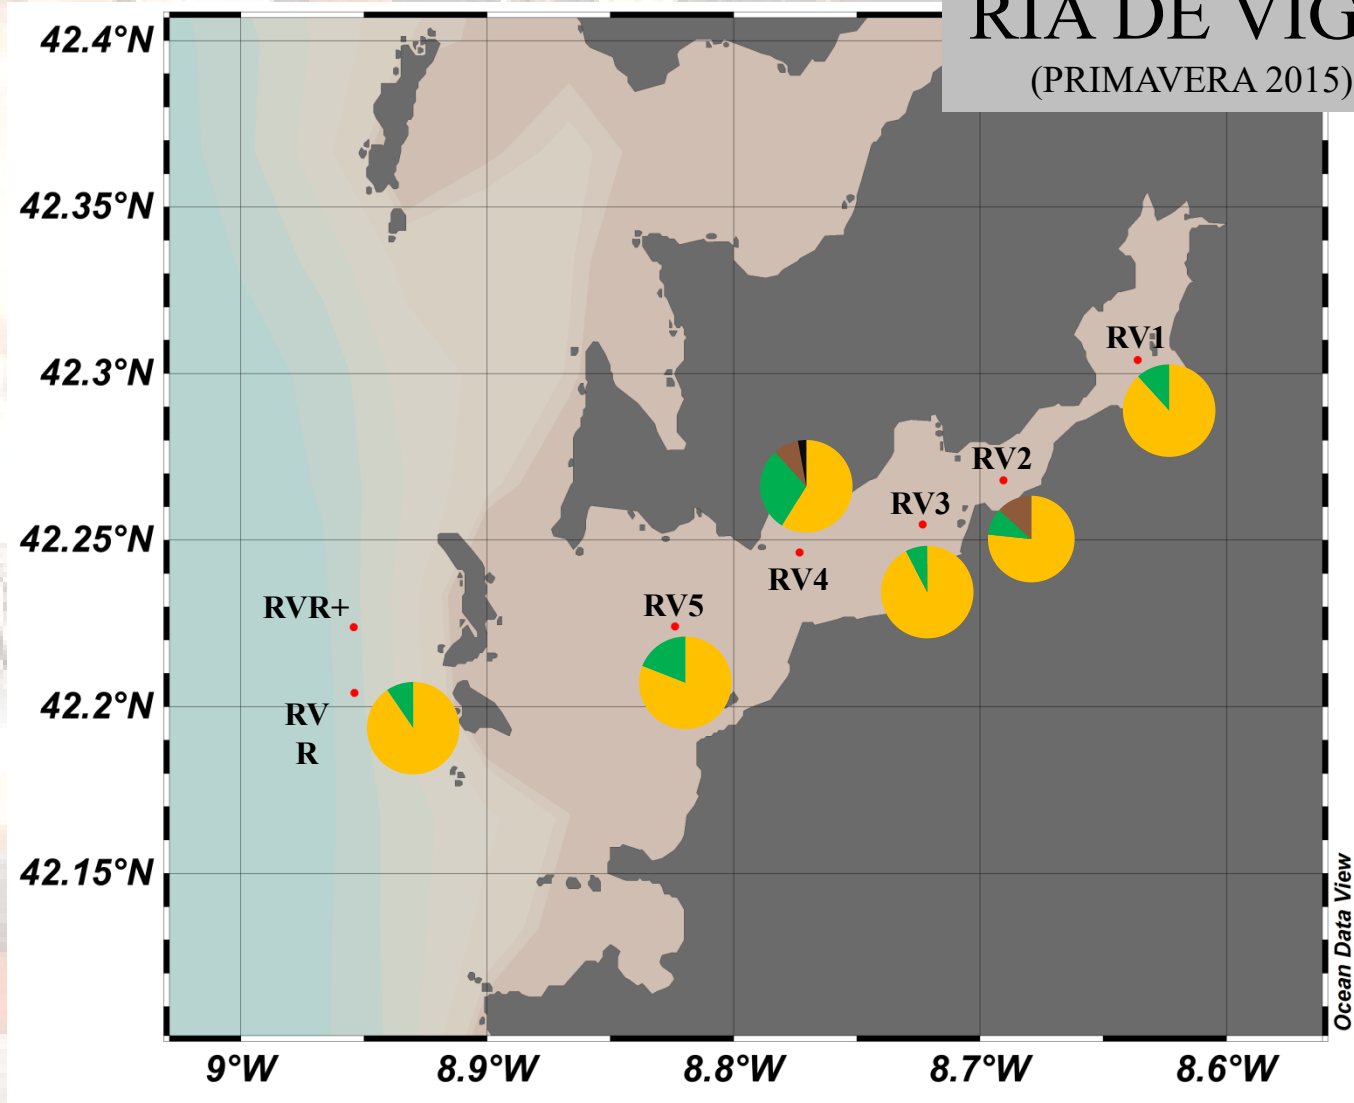 RIA DE VIG
(PRIMAVERA 2015)
42.4°N
42.35°N
42.3°N
42.25°N
42.2°N
42.15°N
RV1
RV2
RV3
RV4
RV5
RVR+
RV
R
9°W
8.9°W
8.8°W
8.7°W
8.6°W
Ocean Data View